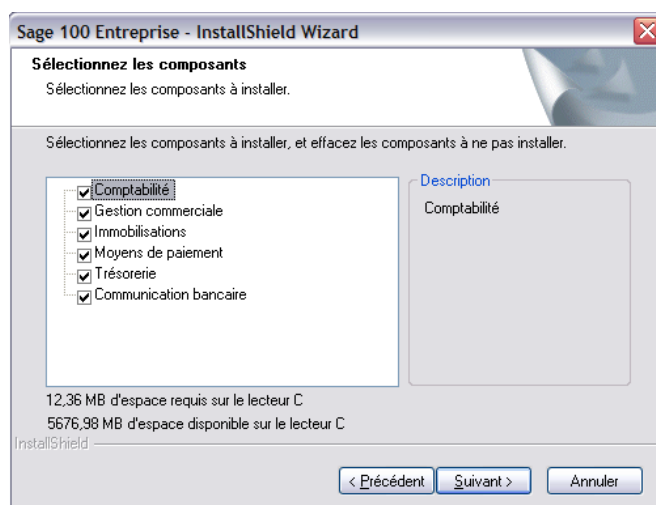 Sage 100 Entreprise - InstallShield Wizard
Sélectionnez les composants
Sélectionnez les composants à installer.
Sélectionnez les composants à installer, et effacez les composants à ne pas installer.
Comptabilité
Gestion commerciale
Immobilisations
Moyens de paiement
Trésorerie
Communication bancaire
Description
Comptabilité
12,36 MB d'espace requis sur le lecteur C
5676,98 MB d'espace disponible sur le lecteur C
InstallShield
< Précédent Suivant > Annuler